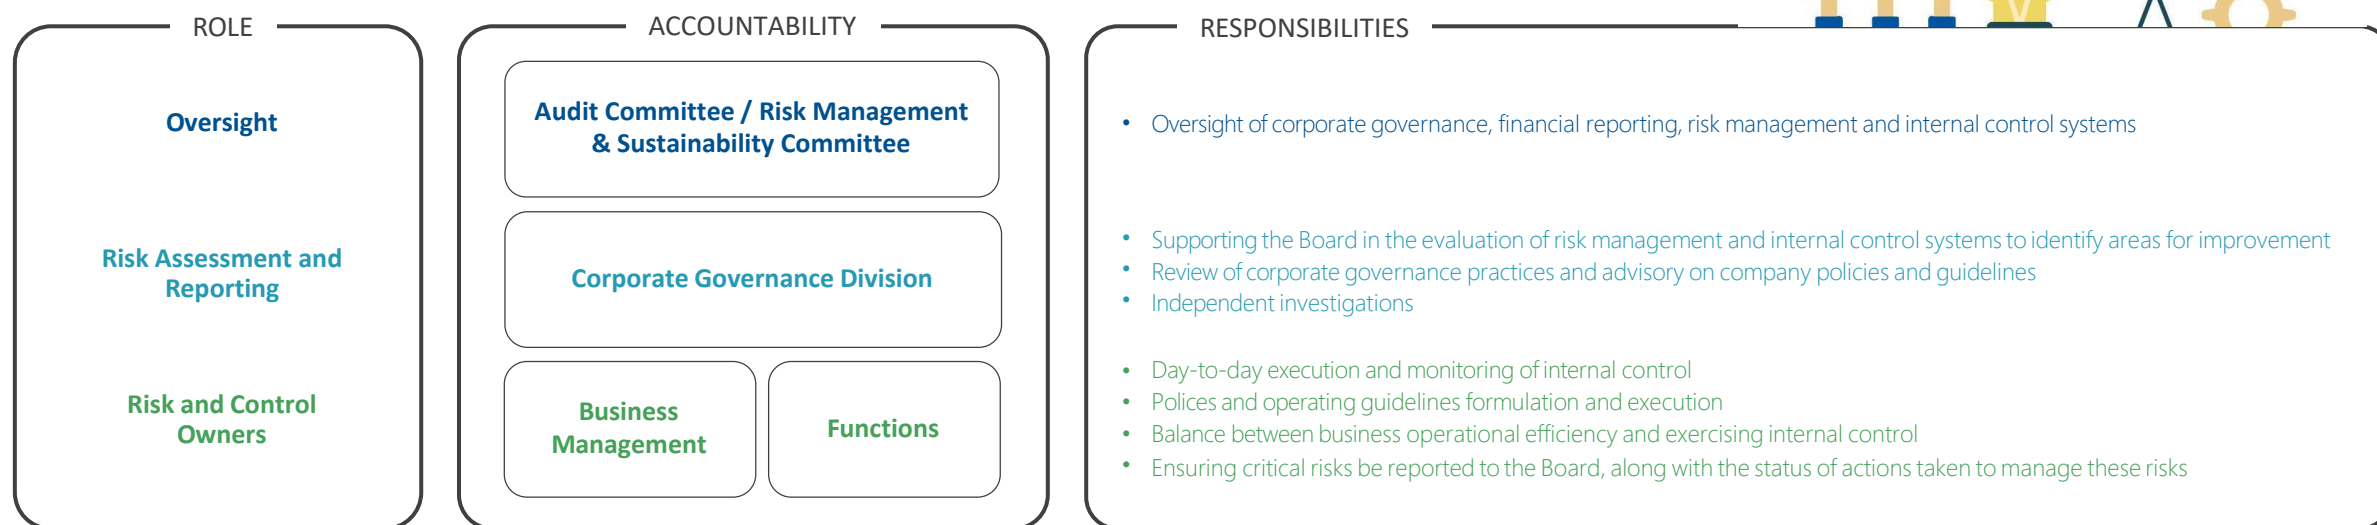 ROLE
ACCOUNTABILITY
RESPONSIBILITIES
Oversight
Audit Committee / Risk Management
& Sustainability Committee
• Oversight of corporate governance, financial reporting, risk management and internal control systems
Risk Assessment and
Reporting
Corporate Governance Division
• Supporting the Board in the evaluation of risk management and internal control systems to identify areas for improvement
• Review of corporate governance practices and advisory on company policies and guidelines
• Independent investigations
Risk and Control
Owners
Business
Management
Functions
• Day-to-day execution and monitoring of internal control
• Polices and operating guidelines formulation and execution
• Balance between business operational efficiency and exercising internal control
• Ensuring critical risks be reported to the Board, along with the status of actions taken to manage these risks